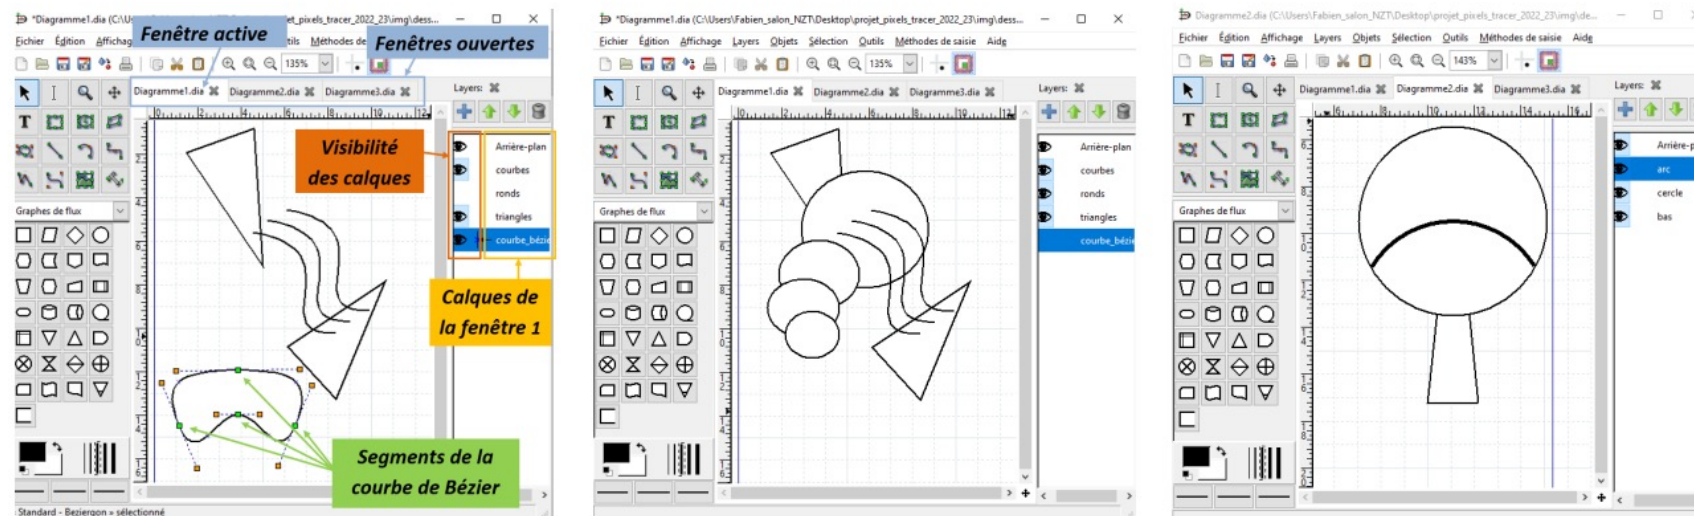 *Diagramme1.dia (C:\Us
et_pixels_tracer_2022_23\img\dess...
Fenêtre active
Fenêtres ouvertes
Fichier Édition Affichag
tils Méthodes de
135%
Diagramme1.dia Diagramme2.dia Diagramme3.dia
Layers:
Visibilité
des calques
Arrière-plan
courbes
ronds
triangles
courbe_bézie
Graphes de flux
Calques de
la fenêtre 1
Segments de la
courbe de Bézier
Standard - Beziergon » sélectionné
*Diagramme1.dia (C:\Users\Fabien_salon_NZT\Desktop\projet_pixels_tracer_2022_23\img\dess...
Fichier Édition Affichage Layers Objets Sélection Outils Méthodes de saisie Aide
135%
Diagramme1.dia Diagramme2.dia Diagramme3.dia
Layers:
Arrière-plan
courbes
ronds
triangles
courbe_bézie
Graphes de flux
Diagramme2.dia (C:\Users\Fabien_salon_NZT\Desktop\projet_pixels_tracer_2022_23\img\de...
Fichier Édition Affichage Layers Objets Sélection Outils Méthodes de saisie Aide
143%
Diagramme1.dia Diagramme2.dia Diagramme3.dia
Layers:
Arrière-p
arc
cercle
bas
Graphes de flux